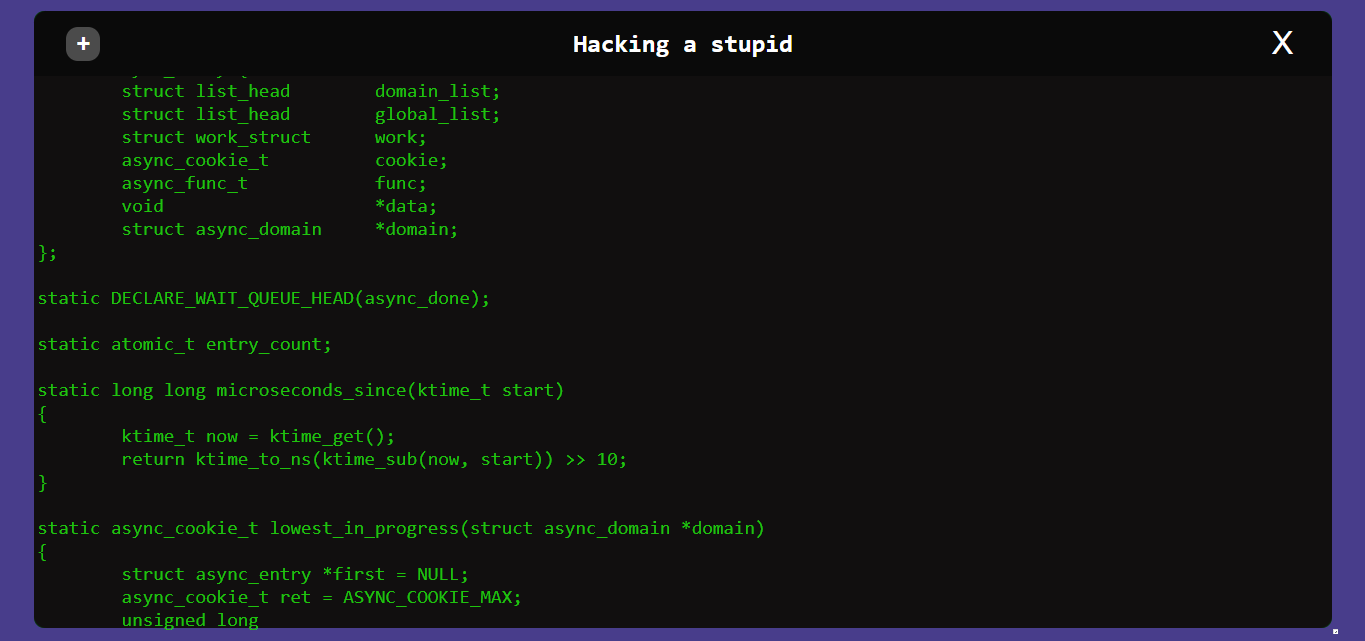 +
Hacking a stupid
X
struct list_head domain_list;
struct list_head global_list;
struct work_struct work;
async_cookie_t cookie;
async_func_t func;
void *data;
struct async_domain *domain;
};
static DECLARE_WAIT_QUEUE_HEAD(async_done);
static atomic_t entry_count;
static long long microseconds_since(ktime_t start)
{
ktime_t now = ktime_get();
return ktime_to_ns(ktime_sub(now, start)) >> 10;
}
static async_cookie_t lowest_in_progress(struct async_domain *domain)
{
struct async_entry *first = NULL;
async_cookie_t ret = ASYNC_COOKIE_MAX;
unsigned long